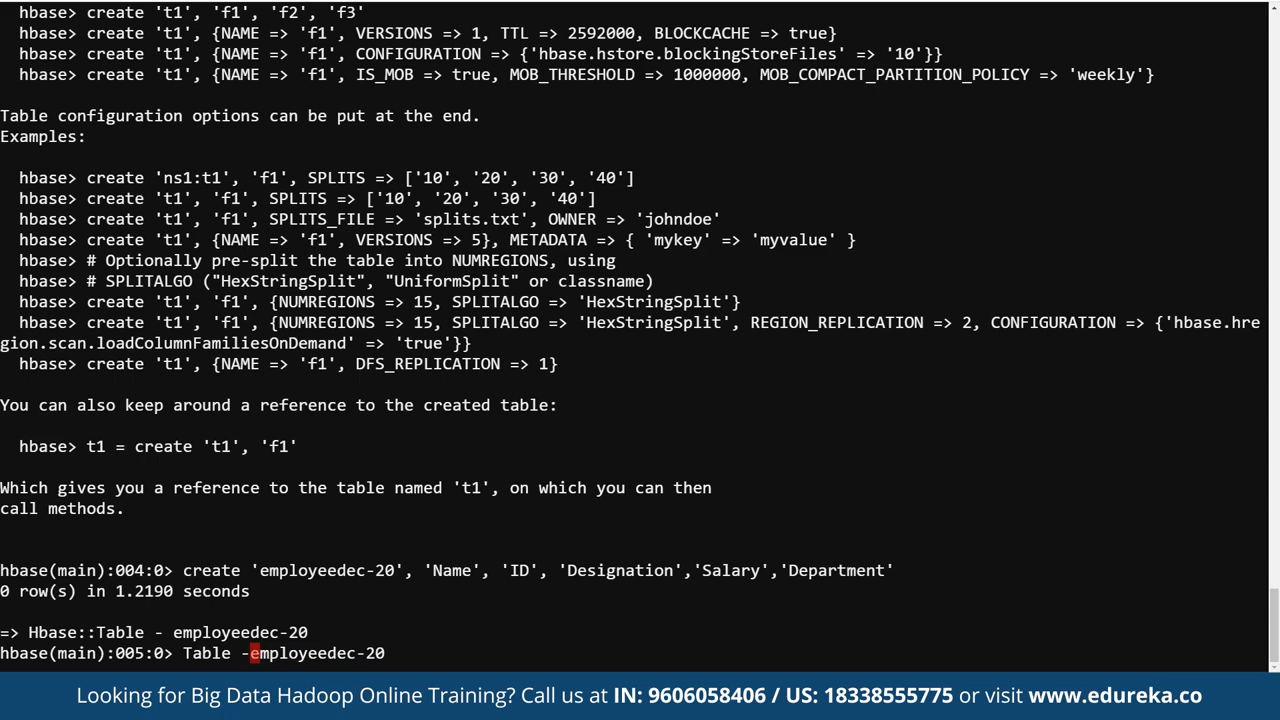 hbase> create 't1', 'f1', 'f2', 'f3'
hbase> create 't1', {NAME => 'f1', VERSIONS => 1, TTL => 2592000, BLOCKCACHE => true}
hbase> create 't1', {NAME => 'f1', CONFIGURATION => {'hbase.hstore.blockingStoreFiles' => '10'}}
hbase> create 't1', {NAME => 'f1', IS_MOB => true, MOB_THRESHOLD => 1000000, MOB_COMPACT_PARTITION_POLICY => 'weekly'}
Table configuration options can be put at the end.
Examples:
hbase> create 'ns1:t1', 'f1', SPLITS => ['10', '20', '30', '40']
hbase> create 't1', 'f1', SPLITS => ['10', '20', '30', '40']
hbase> create 't1', 'f1', SPLITS_FILE => 'splits.txt', OWNER => 'johndoe'
hbase> create 't1', {NAME => 'f1', VERSIONS => 5}, METADATA => { 'mykey' => 'myvalue' }
hbase> # Optionally pre-split the table into NUMREGIONS, using
hbase> # SPLITALGO ("HexStringSplit", "UniformSplit" or classname)
hbase> create 't1', 'f1', {NUMREGIONS => 15, SPLITALGO => 'HexStringSplit'}
hbase> create 't1', 'f1', {NUMREGIONS => 15, SPLITALGO => 'HexStringSplit', REGION_REPLICATION => 2, CONFIGURATION => {'hbase.hre
gion.scan.loadColumnFamiliesOnDemand' => 'true'}}
hbase> create 't1', {NAME => 'f1', DFS_REPLICATION => 1}
You can also keep around a reference to the created table:
hbase> t1 = create 't1', 'f1'
Which gives you a reference to the table named 't1', on which you can then
call methods.
hbase(main):004:0> create 'employeedec-20', 'Name', 'ID', 'Designation','Salary','Department'
0 row(s) in 1.2190 seconds
=> Hbase::Table - employeedec-20
hbase(main):005:0> Table -employeedec-20
Looking for Big Data Hadoop Online Training? Call us at IN: 9606058406 / US: 18338555775 or visit www.edureka.co